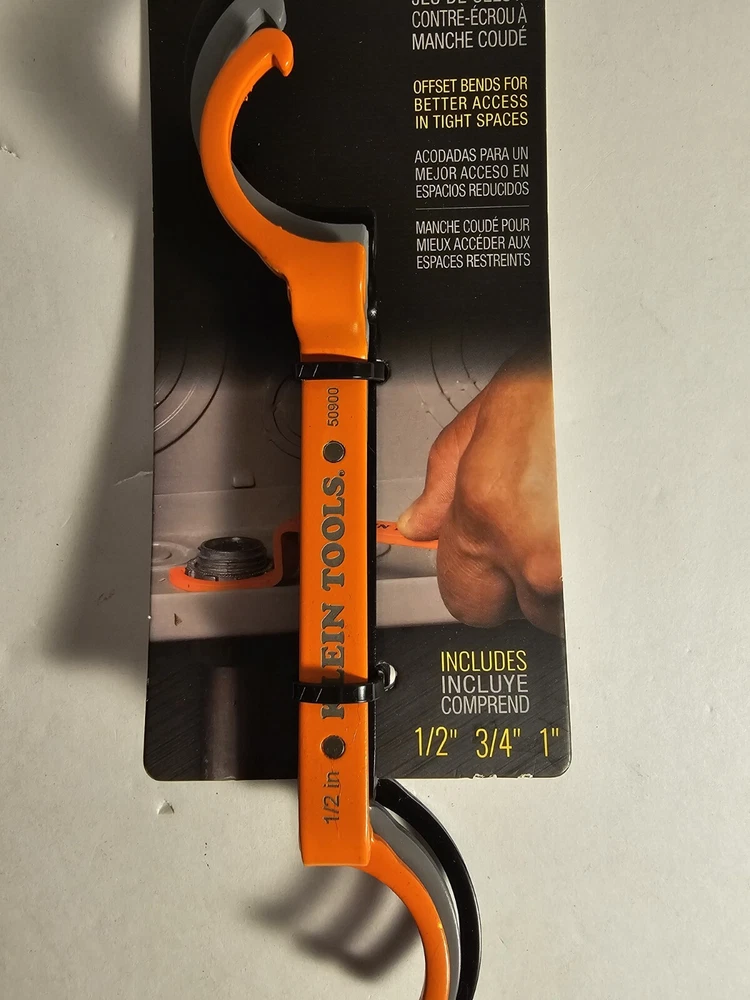 CONTRE-ÉCROU À
MANCHE COUDÉ
OFFSET BENDS FOR
BETTER ACCESS
IN TIGHT SPACES
ACODADAS PARA UN
MEJOR ACCESO EN
ESPACIOS REDUCIDOS
MANCHE COUDÉ POUR
MIEUX ACCÉDER AUX
ESPACES RESTREINTS
50900
KLEIN TOOLS®
1/2 in
INCLUDES
INCLUYE
COMPREND
1/2" 3/4" 1"